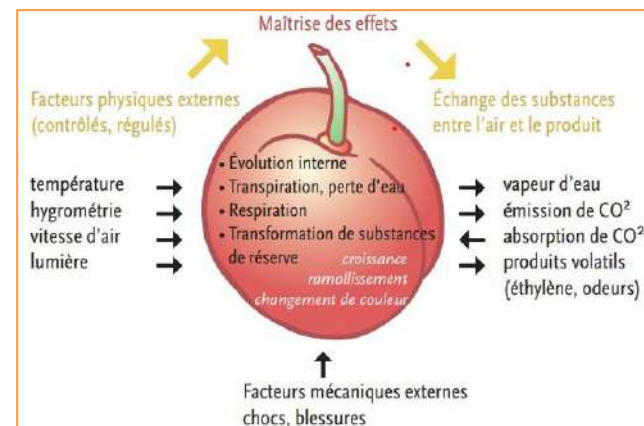 Maîtrise des effets
Facteurs physiques externes
(contrôlés, régulés)
Échange des substances
entre l'air et le produit
température
hygrométrie
vitesse d'air
lumière
• Évolution interne
• Transpiration, perte d'eau
• Respiration
• Transformation de substances
de réserve
croissance
ramollissement
changement de couleur
vapeur d'eau
émission de CO²
absorption de CO²
produits volatils
(éthylène, odeurs)
Facteurs mécaniques externes
chocs, blessures